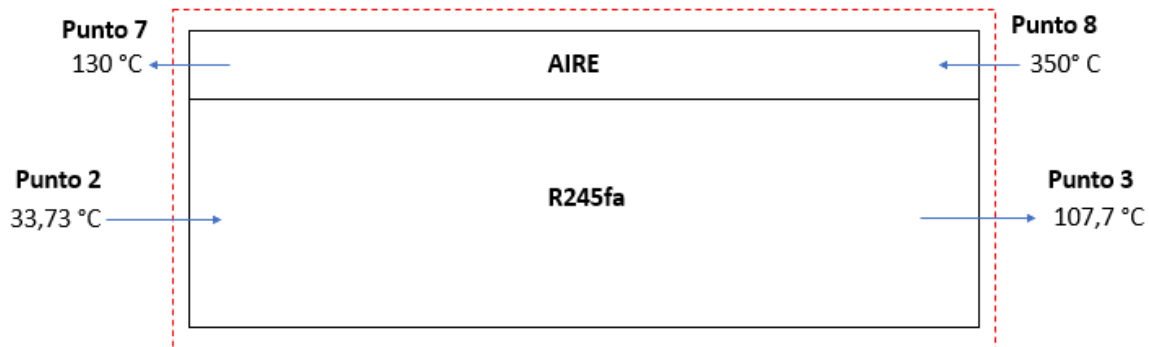 Punto 7
130 °C
AIRE
Punto 8
350° C
Punto 2
33,73 °C
R245fa
Punto 3
107,7 °C